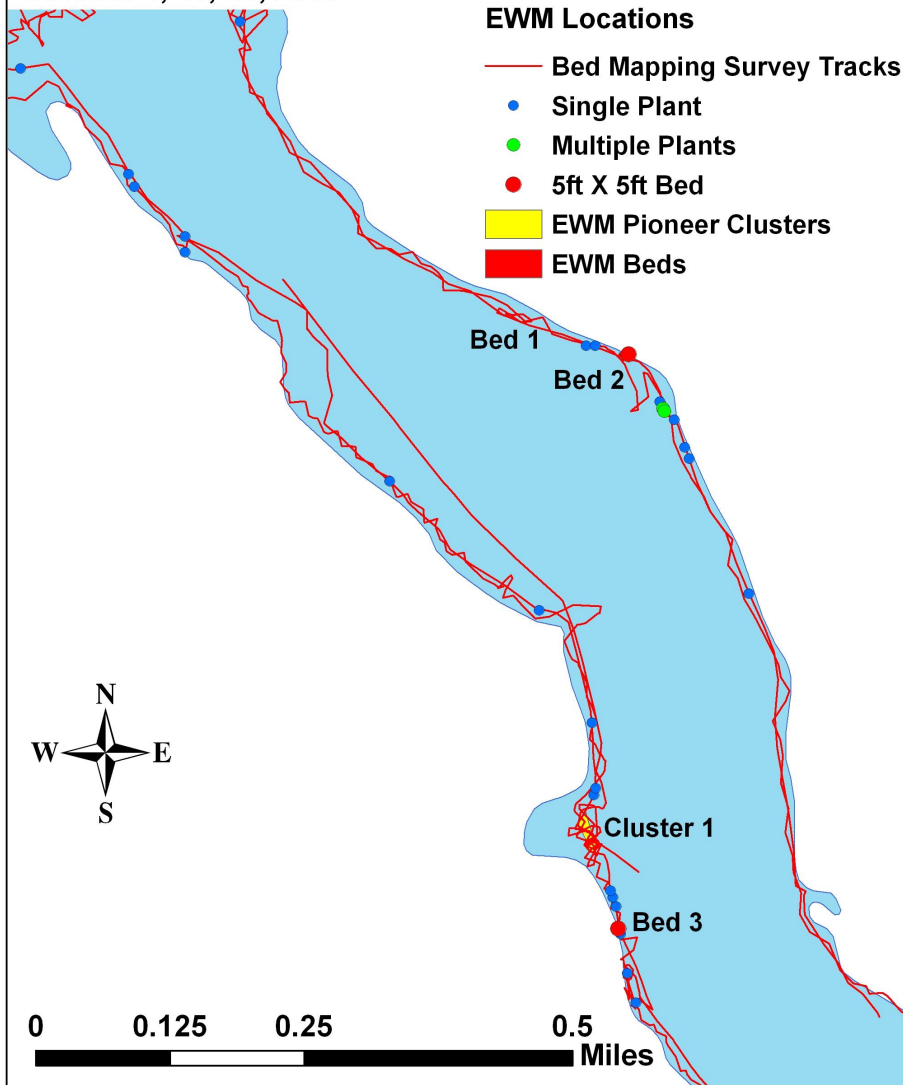 EWM Locations
Bed Mapping Survey Tracks
Single Plant
Multiple Plants
5ft X 5ft Bed
EWM Pioneer Clusters
EWM Beds
Bed 1
Bed 2
N
W E
S
Cluster 1
Bed 3
0 0.125 0.25 0.5
Miles